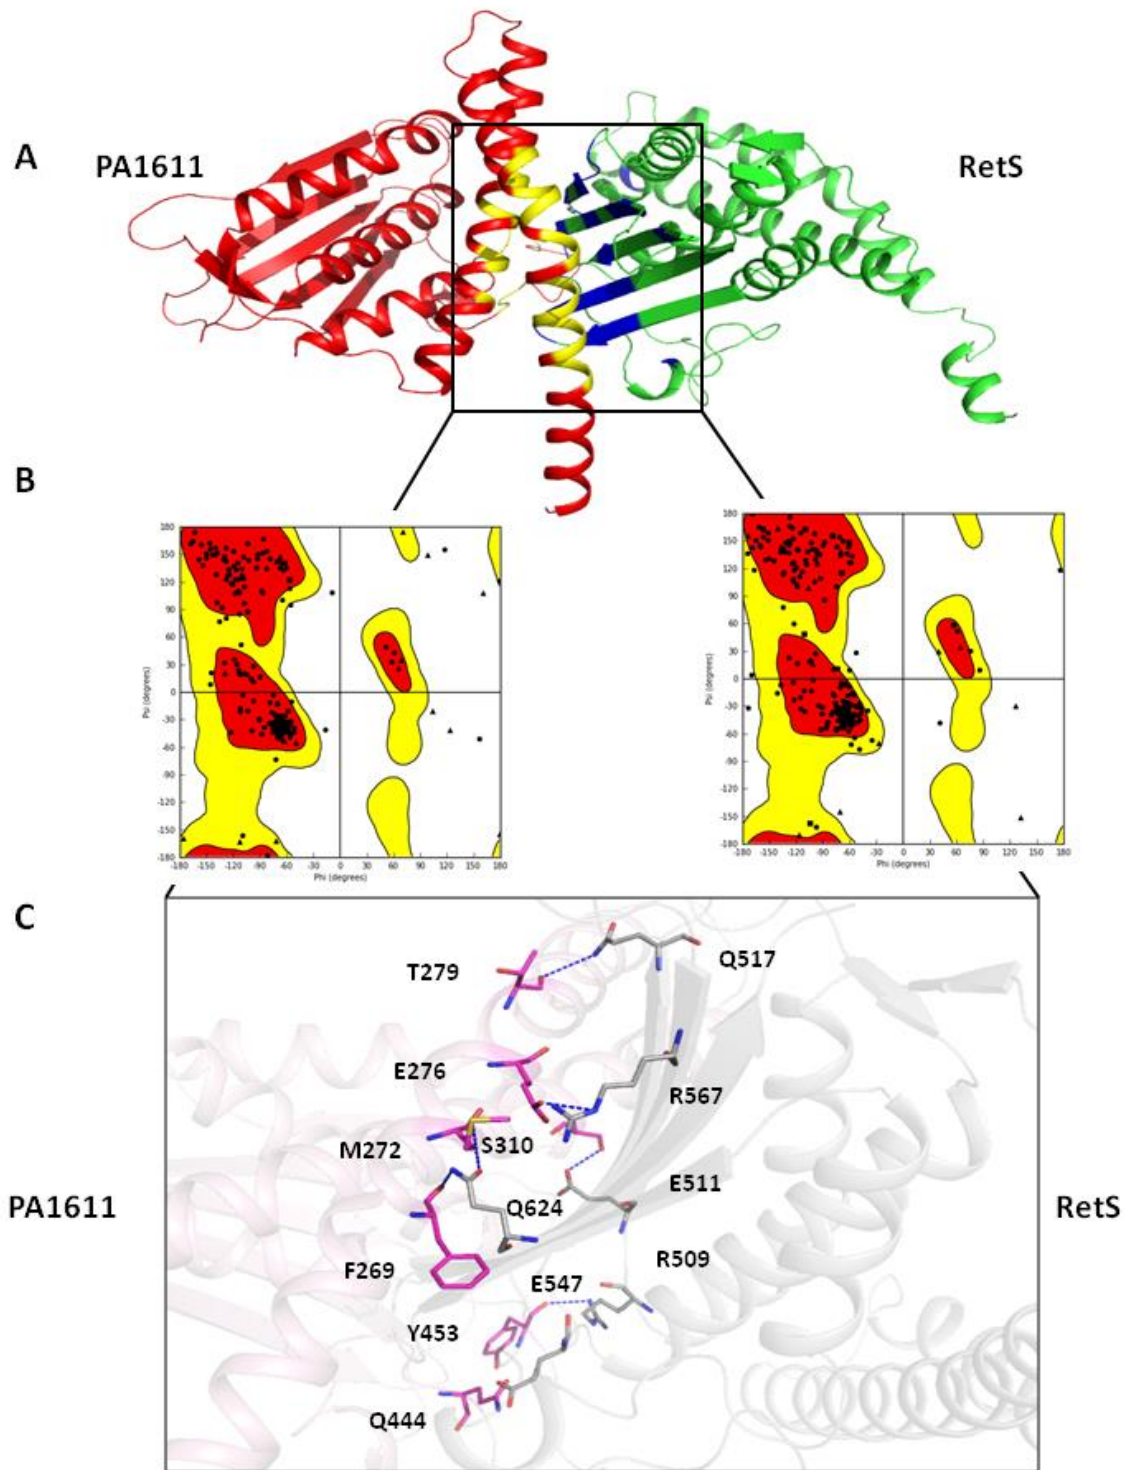 A
PA1611
RetS
B
180
150
120
90
60
30
0
-30
-60
-90
-120
-150
-180
Psi (degrees)
-180 -150 -120 -90 -60 -30 0 30 60 90 120 150 180
Phi (degrees)
180
150
120
90
60
30
0
-30
-60
-90
-120
-150
-180
Psi (degrees)
-180 -150 -120 -90 -60 -30 0 30 60 90 120 150 180
Phi (degrees)
C
T279
Q517
E276
R567
M272
S310
E511
PA1611
Q624
RetS
F269
E547
R509
Y453
Q444